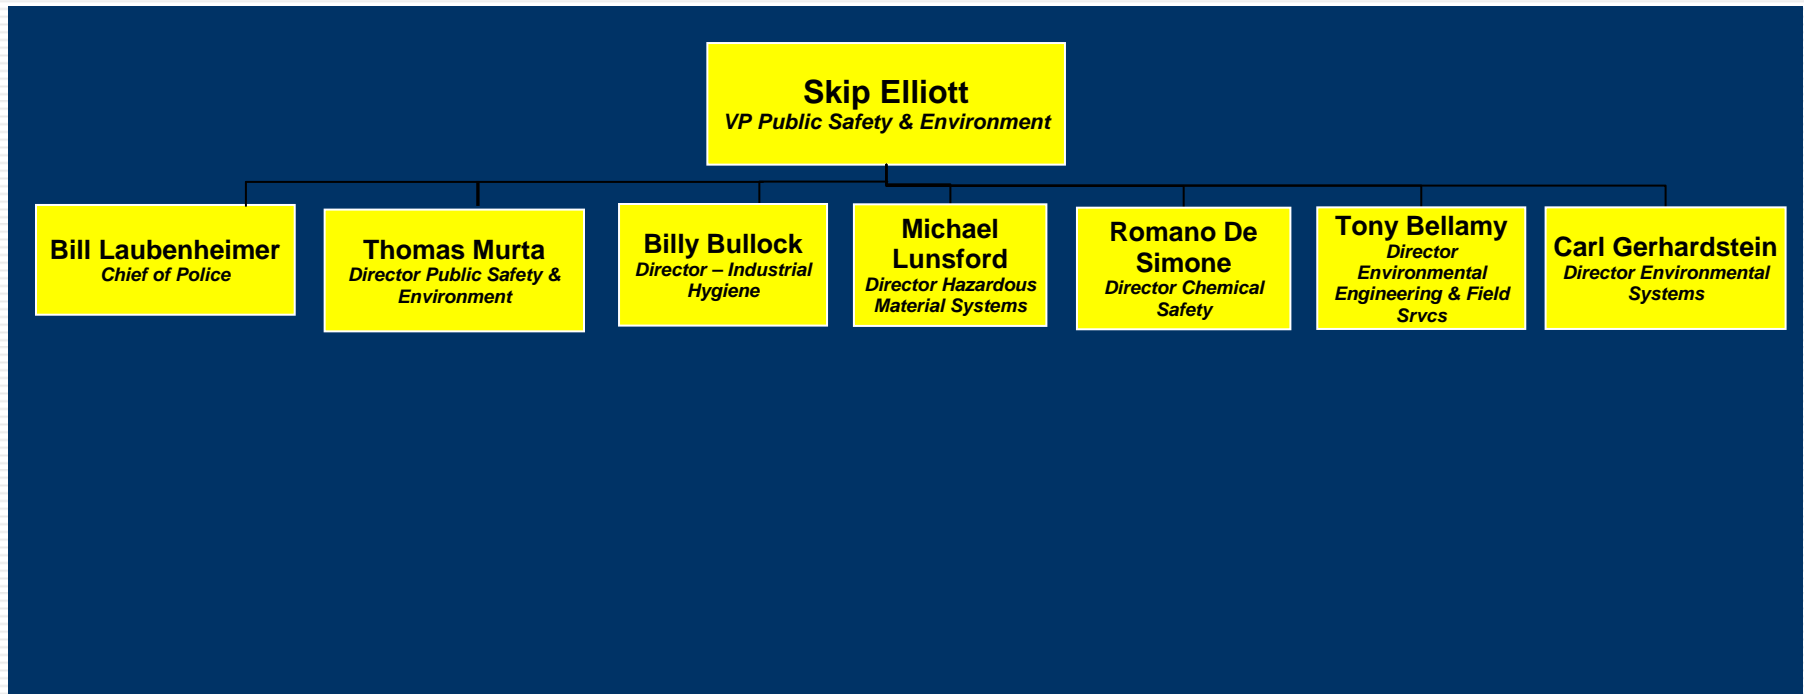 Skip Elliott
VP Public Safety & Environment
Bill Laubenheimer
Chief of Police
Thomas Murta
Director Public Safety &
Environment
Billy Bullock
Director – Industrial
Hygiene
Michael
Lunsford
Director Hazardous
Material Systems
Romano De
Simone
Director Chemical
Safety
Tony Bellamy
Director
Environmental
Engineering & Field
Srvcs
Carl Gerhardstein
Director Environmental
Systems